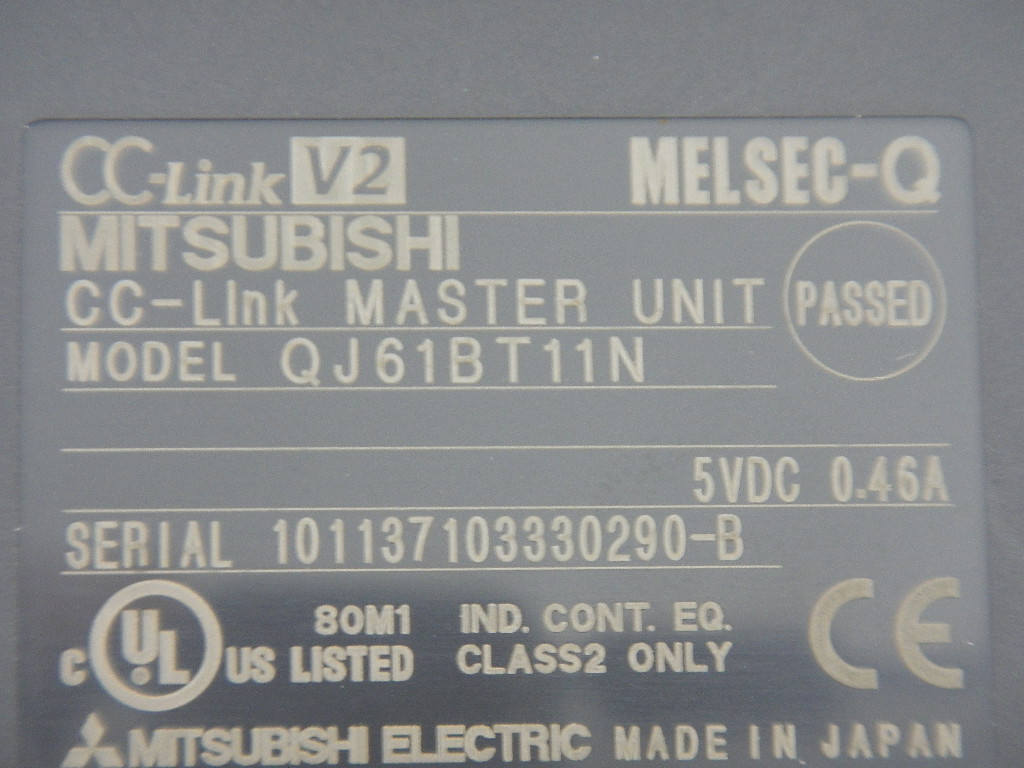 CC-Link V2 MELSEC-Q
MITSUBISHI
CC-Link MASTER UNIT PASSED
MODEL QJ61BT11N
5VDC 0.46A
SERIAL 101137103330290-B
80M1 IND. CONT. EQ.
C UL US LISTED CLASS2 ONLY CE
MITSUBISHI ELECTRIC MADE IN JAPAN